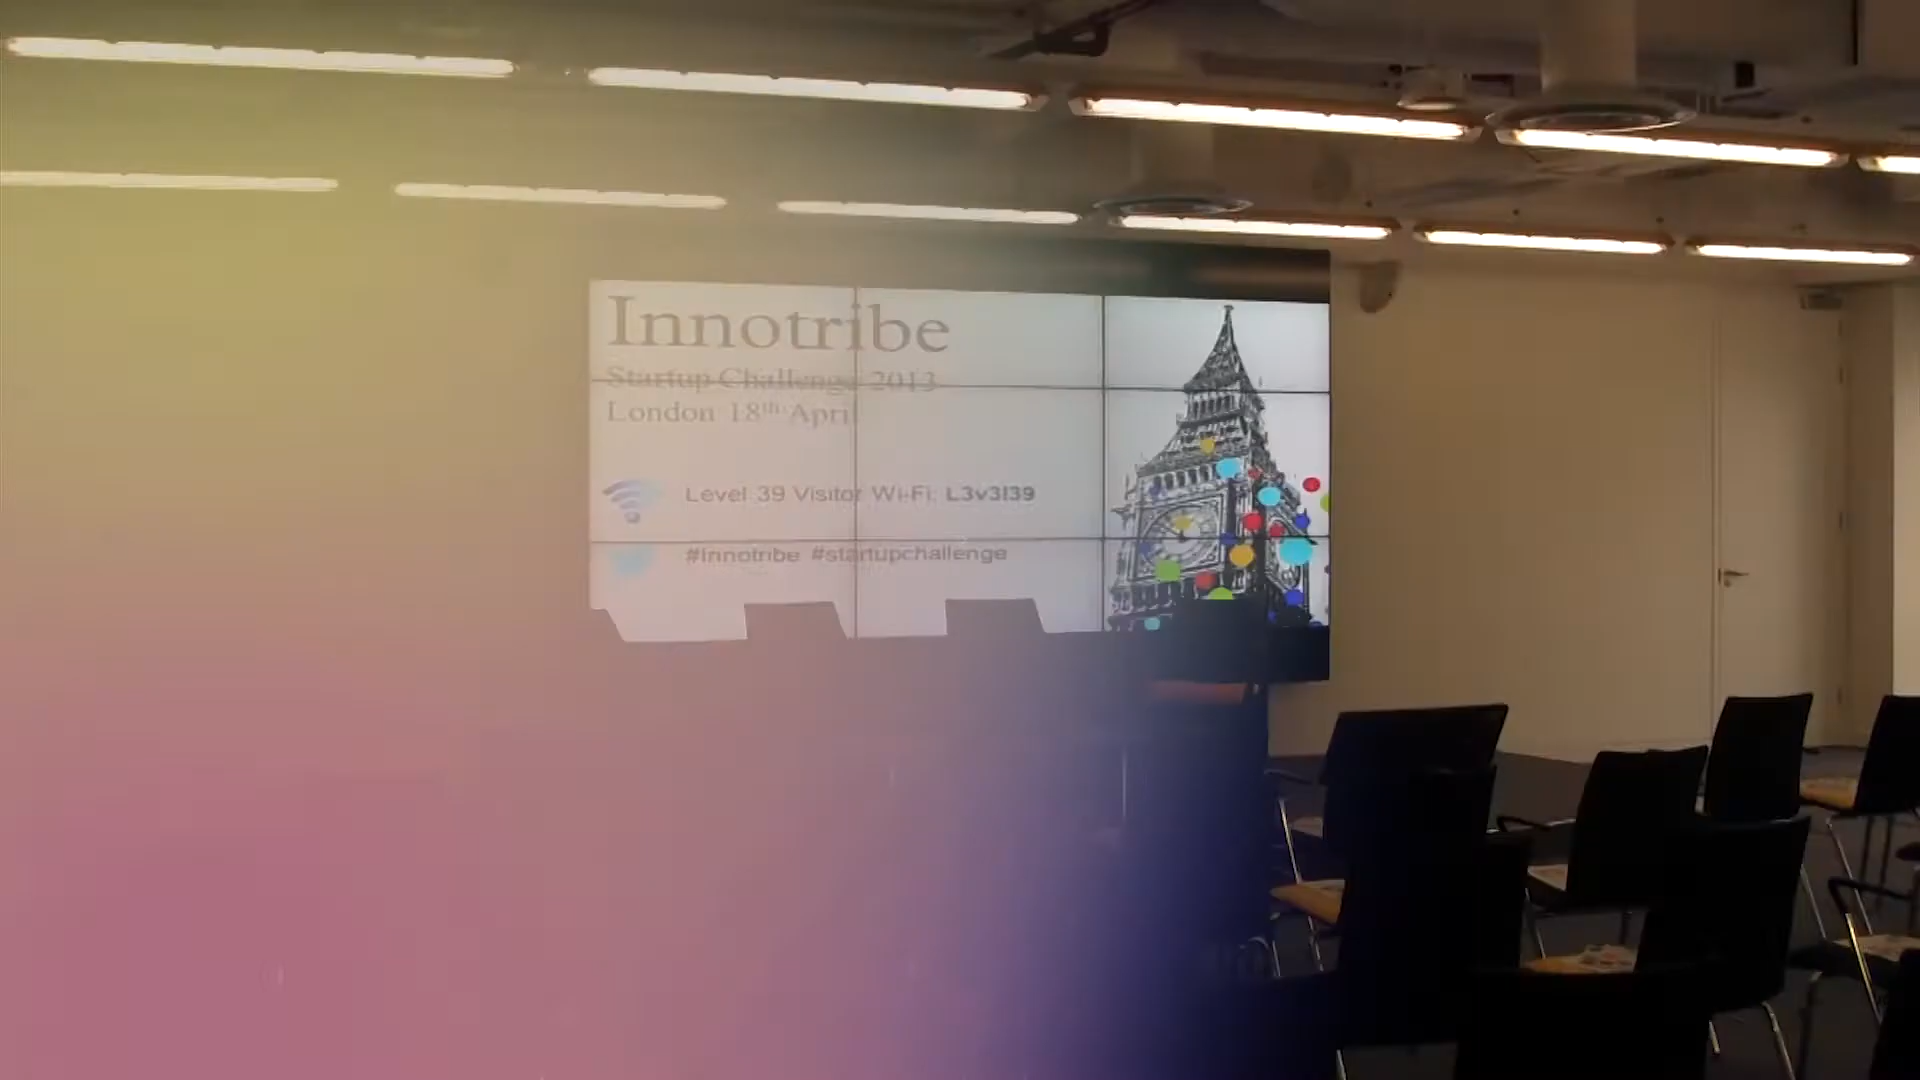 Innotribe
Startup Challenge 2013
London 18th April
Level 39 Visitor Wi-Fi: L3v3l39
#Innotribe #startupchallenge